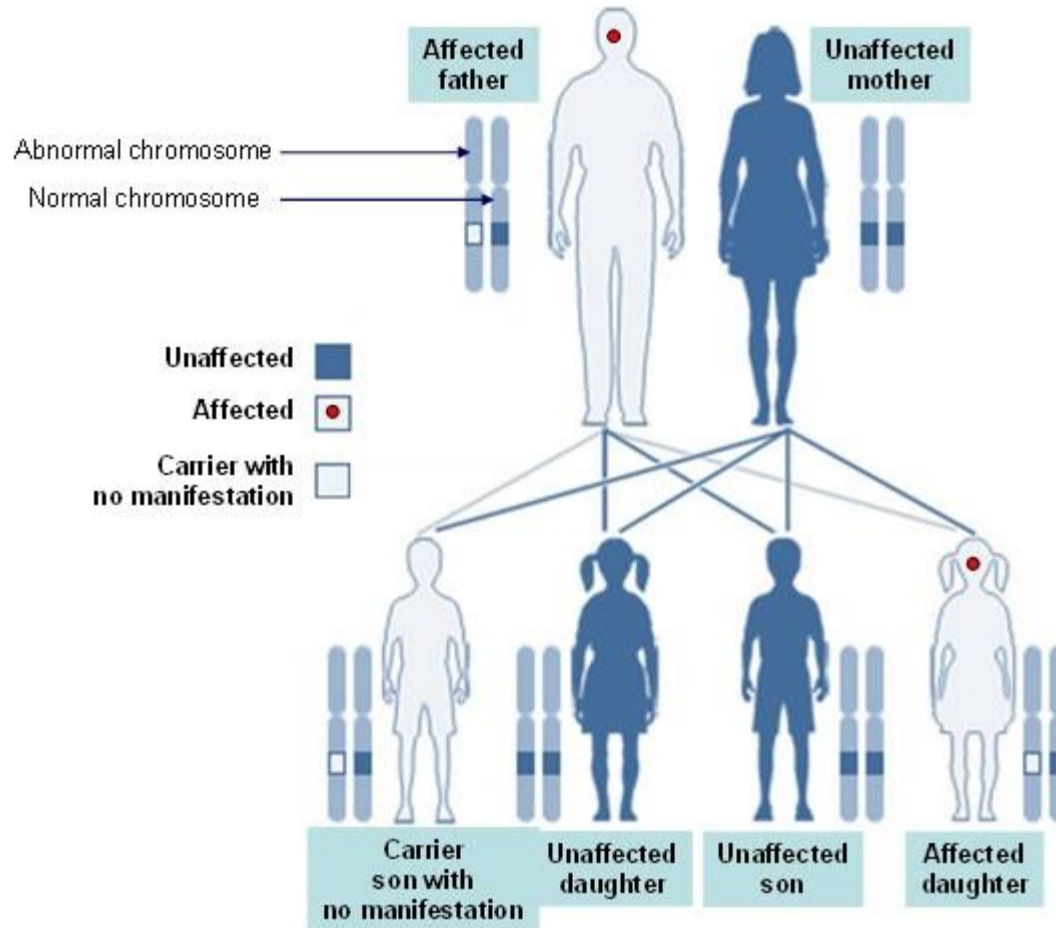 Affected
father
Unaffected
mother
Abnormal chromosome
Normal chromosome
Unaffected
Affected
Carrier with
no manifestation
Carrier
son with
no manifestation
Unaffected
daughter
Unaffected
son
Affected
daughter